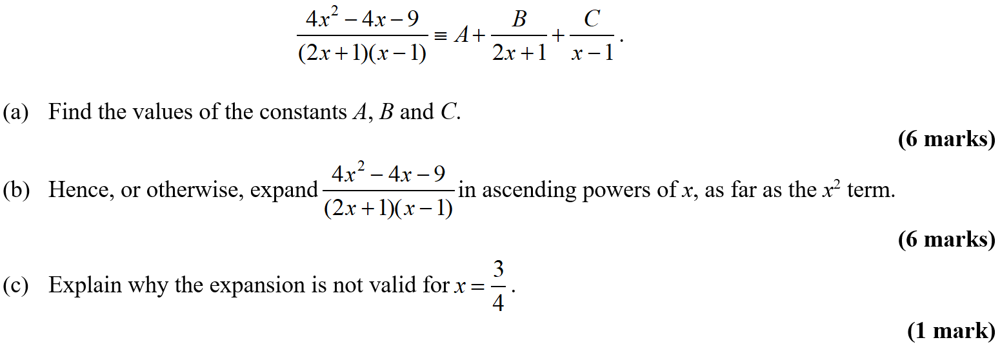 $\frac{4x^2 - 4x - 9}{(2x + 1)(x - 1)} \equiv A + \frac{B}{2x + 1} + \frac{C}{x - 1}.$
(a) Find the values of the constants A, B and C.
(6 marks)
(b) Hence, or otherwise, expand $\frac{4x^2 - 4x - 9}{(2x + 1)(x - 1)}$ in ascending powers of x, as far as the $x^2$ term.
(6 marks)
(c) Explain why the expansion is not valid for $x = \frac{3}{4}$.
(1 mark)